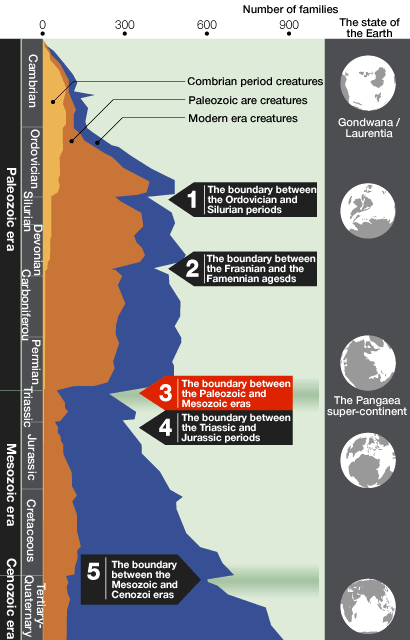 Number of families
0 300 600 900
The state of
the Earth
Paleozoic era
Mesozoic era
Cenozoic era
Cambrian
Ordovician
Silurian
Devonian
Carboniferou
Permian
Triassic
Jurassic
Cretaceous
Tertiary-
Quaternary
Combrian period creatures
Paleozoic are creatures
Modern era creatures
1
The boundary between
the Ordovician and
Silurian periods
2
The boundary between
the Frasnian and the
Famennian agesds
3
The boundary between
the Paleozoic and
Mesozoic eras
4
The boundary between
the Triassic and
Jurassic periods
5
The boundary
between the
Mesozoic and
Cenozoi eras
Gondwana /
Laurentia
The Pangaea
super-continent